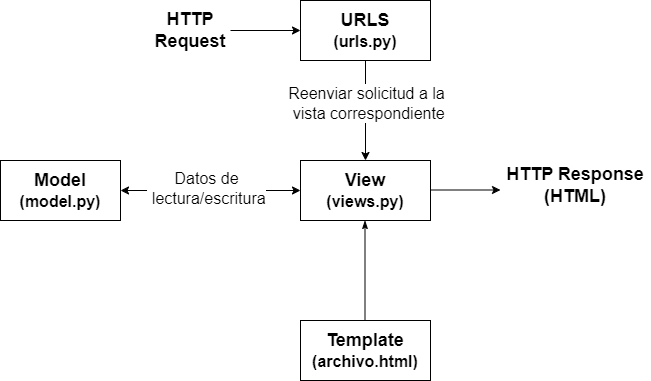 HTTP
Request
URLS
(urls.py)
Reenviar solicitud a la
vista correspondiente
Model
(model.py)
Datos de
lectura/escritura
View
(views.py)
HTTP Response
(HTML)
Template
(archivo.html)